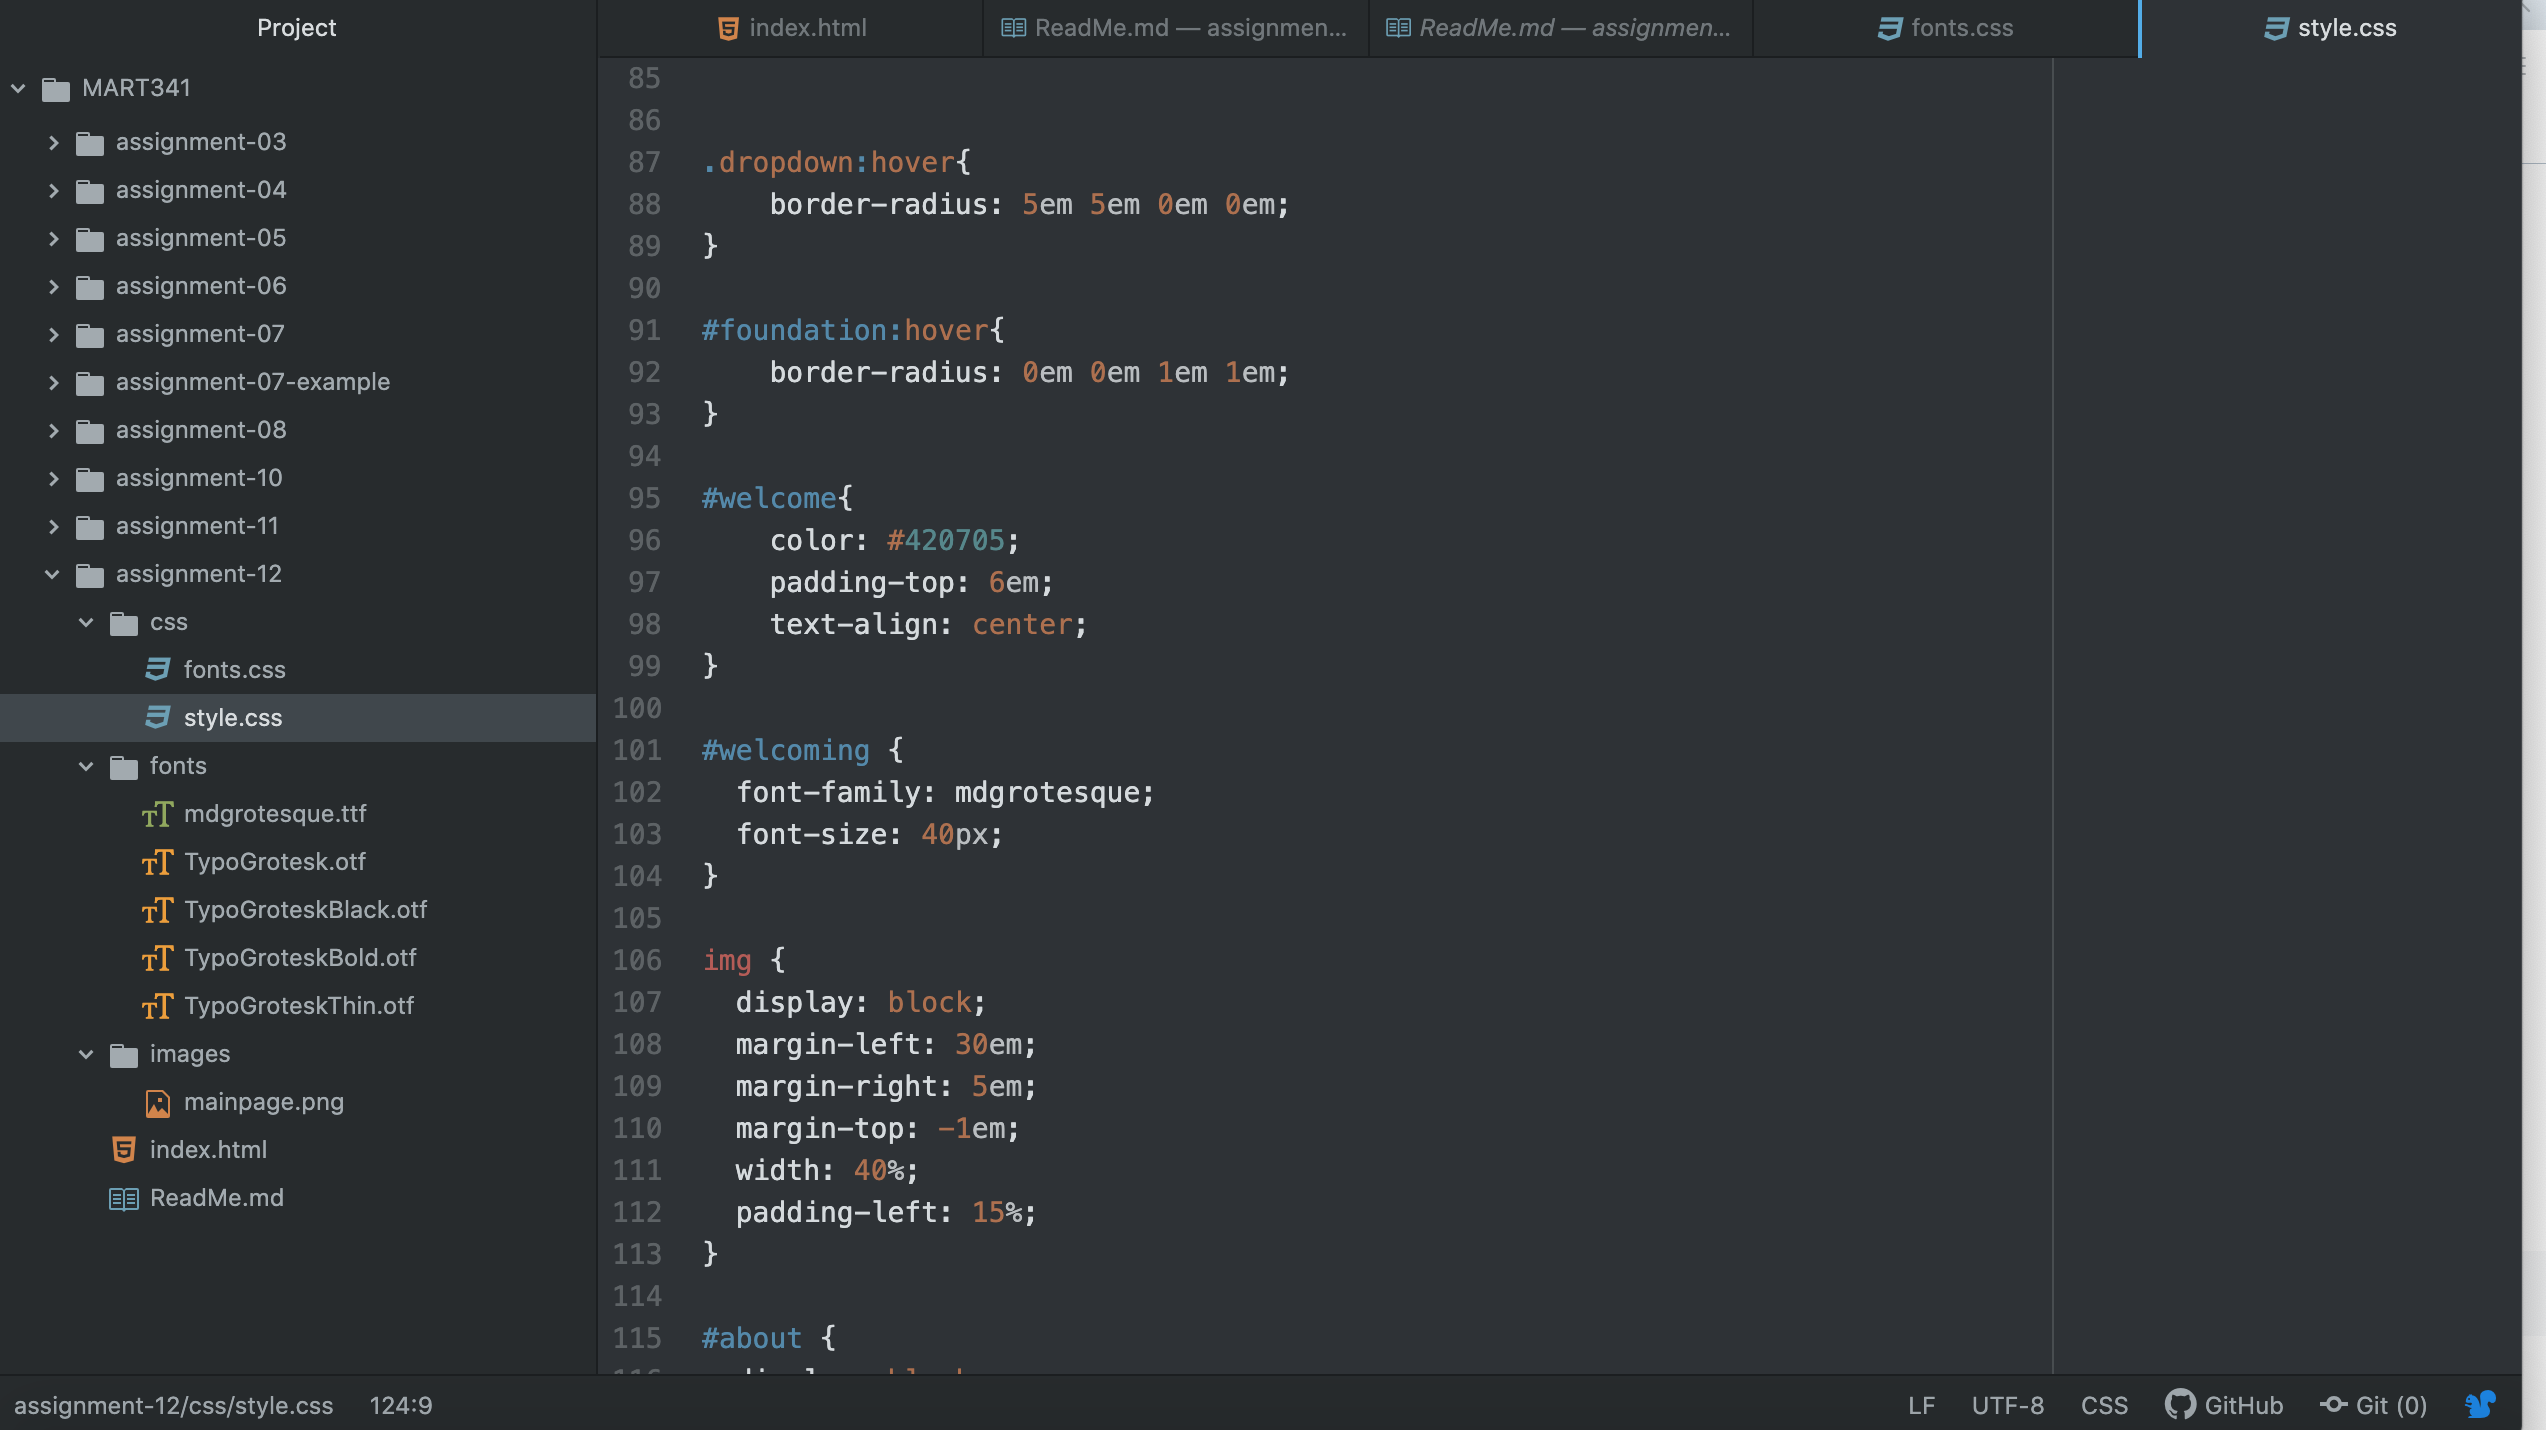 Project
index.html
ReadMe.md — assignmen...
ReadMe.md — assignmen...
fonts.css
style.css
MART341
assignment-03
assignment-04
assignment-05
assignment-06
assignment-07
assignment-07-example
assignment-08
assignment-10
assignment-11
assignment-12
css
fonts.css
style.css
fonts
mdgrotesque.ttf
TypoGrotesk.otf
TypoGroteskBlack.otf
TypoGroteskBold.otf
TypoGroteskThin.otf
images
mainpage.png
index.html
ReadMe.md
85
86
87 .dropdown:hover{
88 border-radius: 5em 5em 0em 0em;
89 }
90
91 #foundation:hover{
92 border-radius: 0em 0em 1em 1em;
93 }
94
95 #welcome{
96 color: #420705;
97 padding-top: 6em;
98 text-align: center;
99 }
100
101 #welcoming {
102 font-family: mdgrotesque;
103 font-size: 40px;
104 }
105
106 img {
107 display: block;
108 margin-left: 30em;
109 margin-right: 5em;
110 margin-top: -1em;
111 width: 40%;
112 padding-left: 15%;
113 }
114
115 #about {
assignment-12/css/style.css 124:9
LF UTF-8 CSS GitHub Git (0)